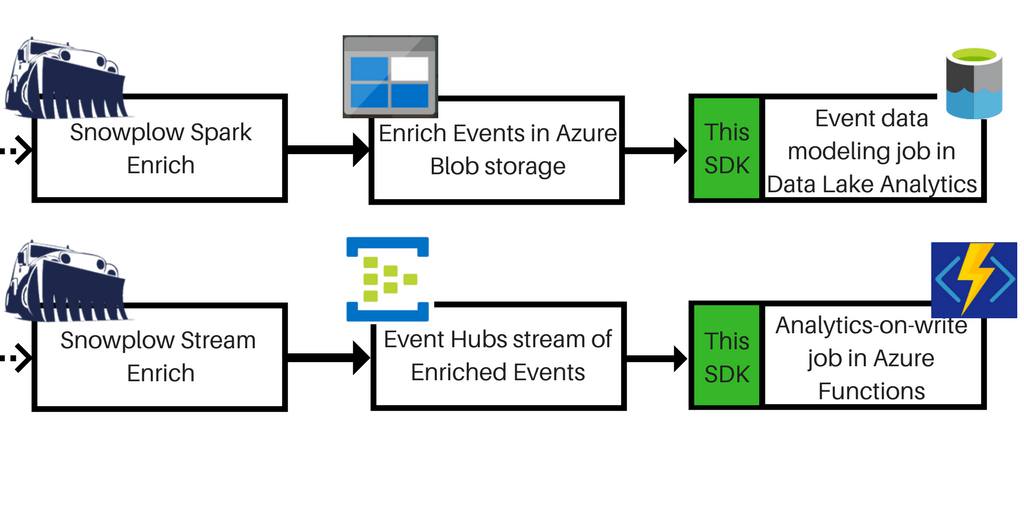 Snowplow Spark
Enrich
Enrich Events in Azure
Blob storage
This
SDK
Event data
modeling job in
Data Lake Analytics
Snowplow Stream
Enrich
Event Hubs stream of
Enriched Events
This
SDK
Analytics-on-write
job in Azure
Functions